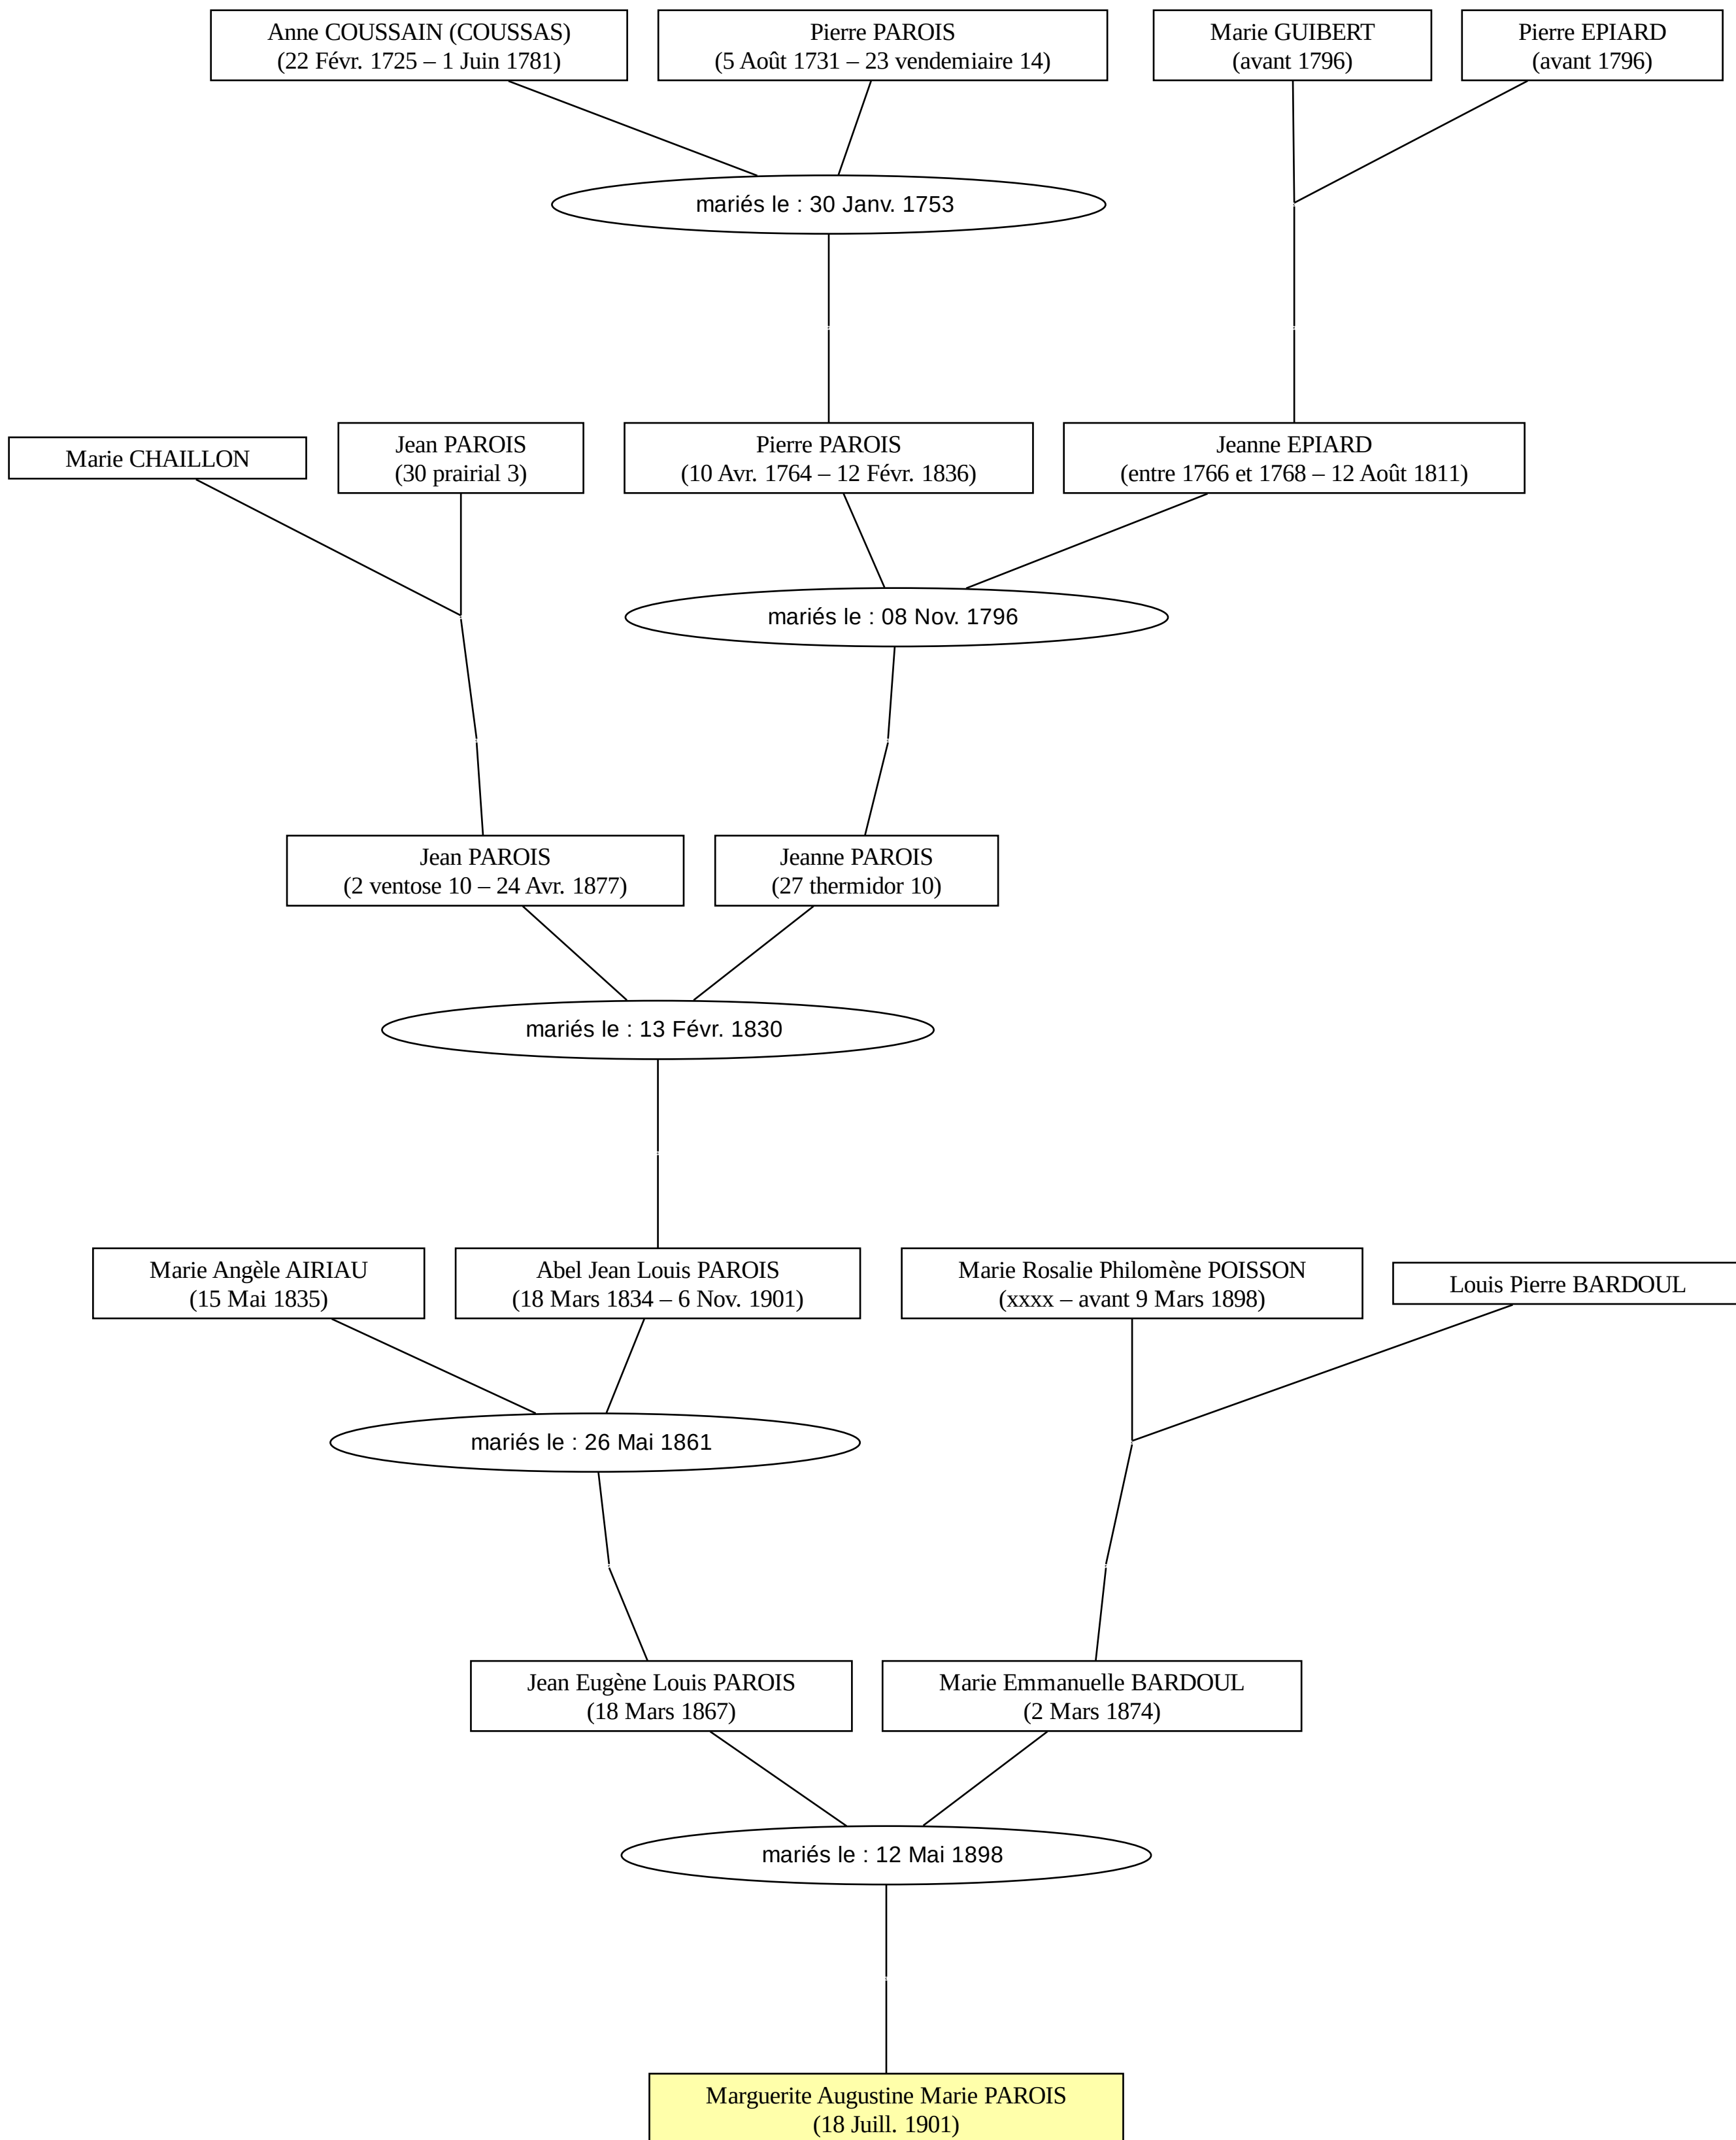 Anne COUSSAIN (COUSSAS)
(22 Févr. 1725 – 1 Juin 1781)
Pierre PAROIS
(5 Août 1731 – 23 vendemiaire 14)
Marie GUIBERT
(avant 1796)
Pierre EPIARD
(avant 1796)
mariés le : 30 Janv. 1753
Marie CHAILLON
Jean PAROIS
(30 prairial 3)
Pierre PAROIS
(10 Avr. 1764 – 12 Févr. 1836)
Jeanne EPIARD
(entre 1766 et 1768 – 12 Août 1811)
mariés le : 08 Nov. 1796
Jean PAROIS
(2 ventose 10 – 24 Avr. 1877)
Jeanne PAROIS
(27 thermidor 10)
mariés le : 13 Févr. 1830
Marie Angèle AIRIAU
(15 Mai 1835)
Abel Jean Louis PAROIS
(18 Mars 1834 – 6 Nov. 1901)
Marie Rosalie Philomène POISSON
(xxxx – avant 9 Mars 1898)
Louis Pierre BARDOUL
mariés le : 26 Mai 1861
Jean Eugène Louis PAROIS
(18 Mars 1867)
Marie Emmanuelle BARDOUL
(2 Mars 1874)
mariés le : 12 Mai 1898
Marguerite Augustine Marie PAROIS
(18 Juill. 1901)